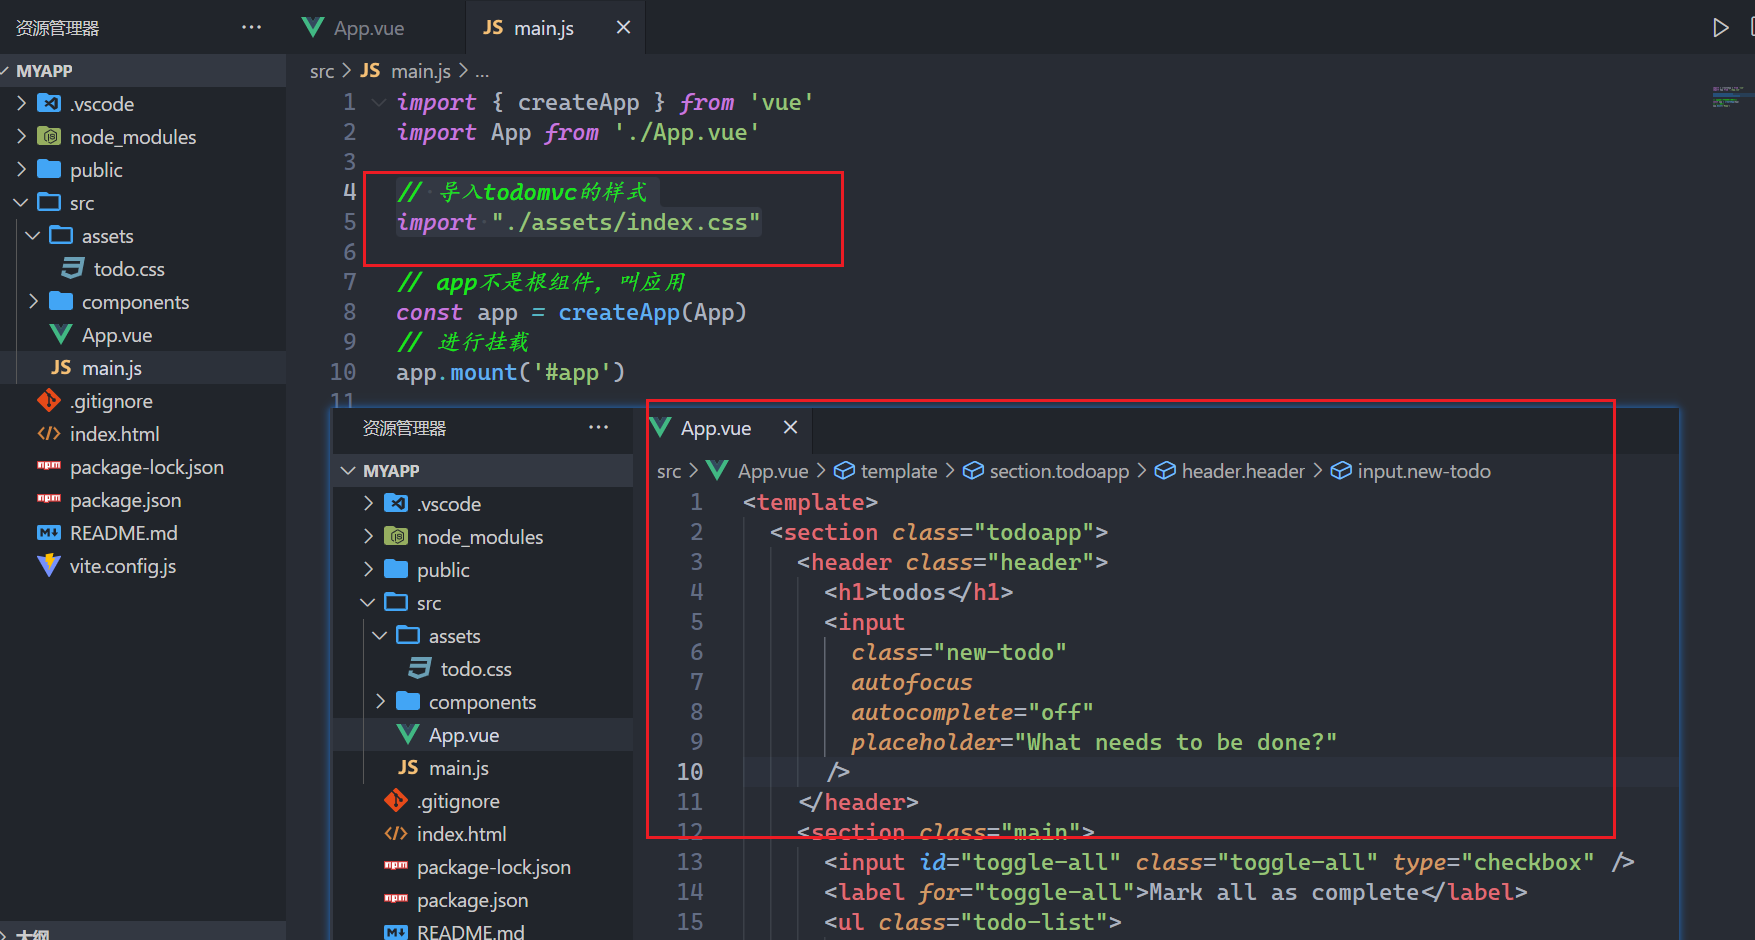 资源管理器 ···
App.vue
JS main.js ×
MYAPP
.vscode
node_modules
public
src
assets
todo.css
components
App.vue
JS main.js
.gitignore
index.html
package-lock.json
package.json
README.md
vite.config.js
大纲
src > JS main.js > ...
1 import { createApp } from 'vue'
2 import App from './App.vue'
3
4 // 导入todomvc的样式
5 import "./assets/index.css"
6
7 // app不是根组件，叫应用
8 const app = createApp(App)
9 // 进行挂载
10 app.mount('#app')
11
资源管理器 ···
MYAPP
.vscode
node_modules
public
src
assets
todo.css
components
App.vue
JS main.js
.gitignore
index.html
package-lock.json
package.json
README.md
App.vue ×
src > App.vue > template > section.todoapp > header.header > input.new-todo
1 <template>
2 <section class="todoapp">
3 <header class="header">
4 <h1>todos</h1>
5 <input
6 class="new-todo"
7 autofocus
8 autocomplete="off"
9 placeholder="What needs to be done?"
10 />
11 </header>
12 <section class="main">
13 <input id="toggle-all" class="toggle-all" type="checkbox" />
14 <label for="toggle-all">Mark all as complete</label>
15 <ul class="todo-list">